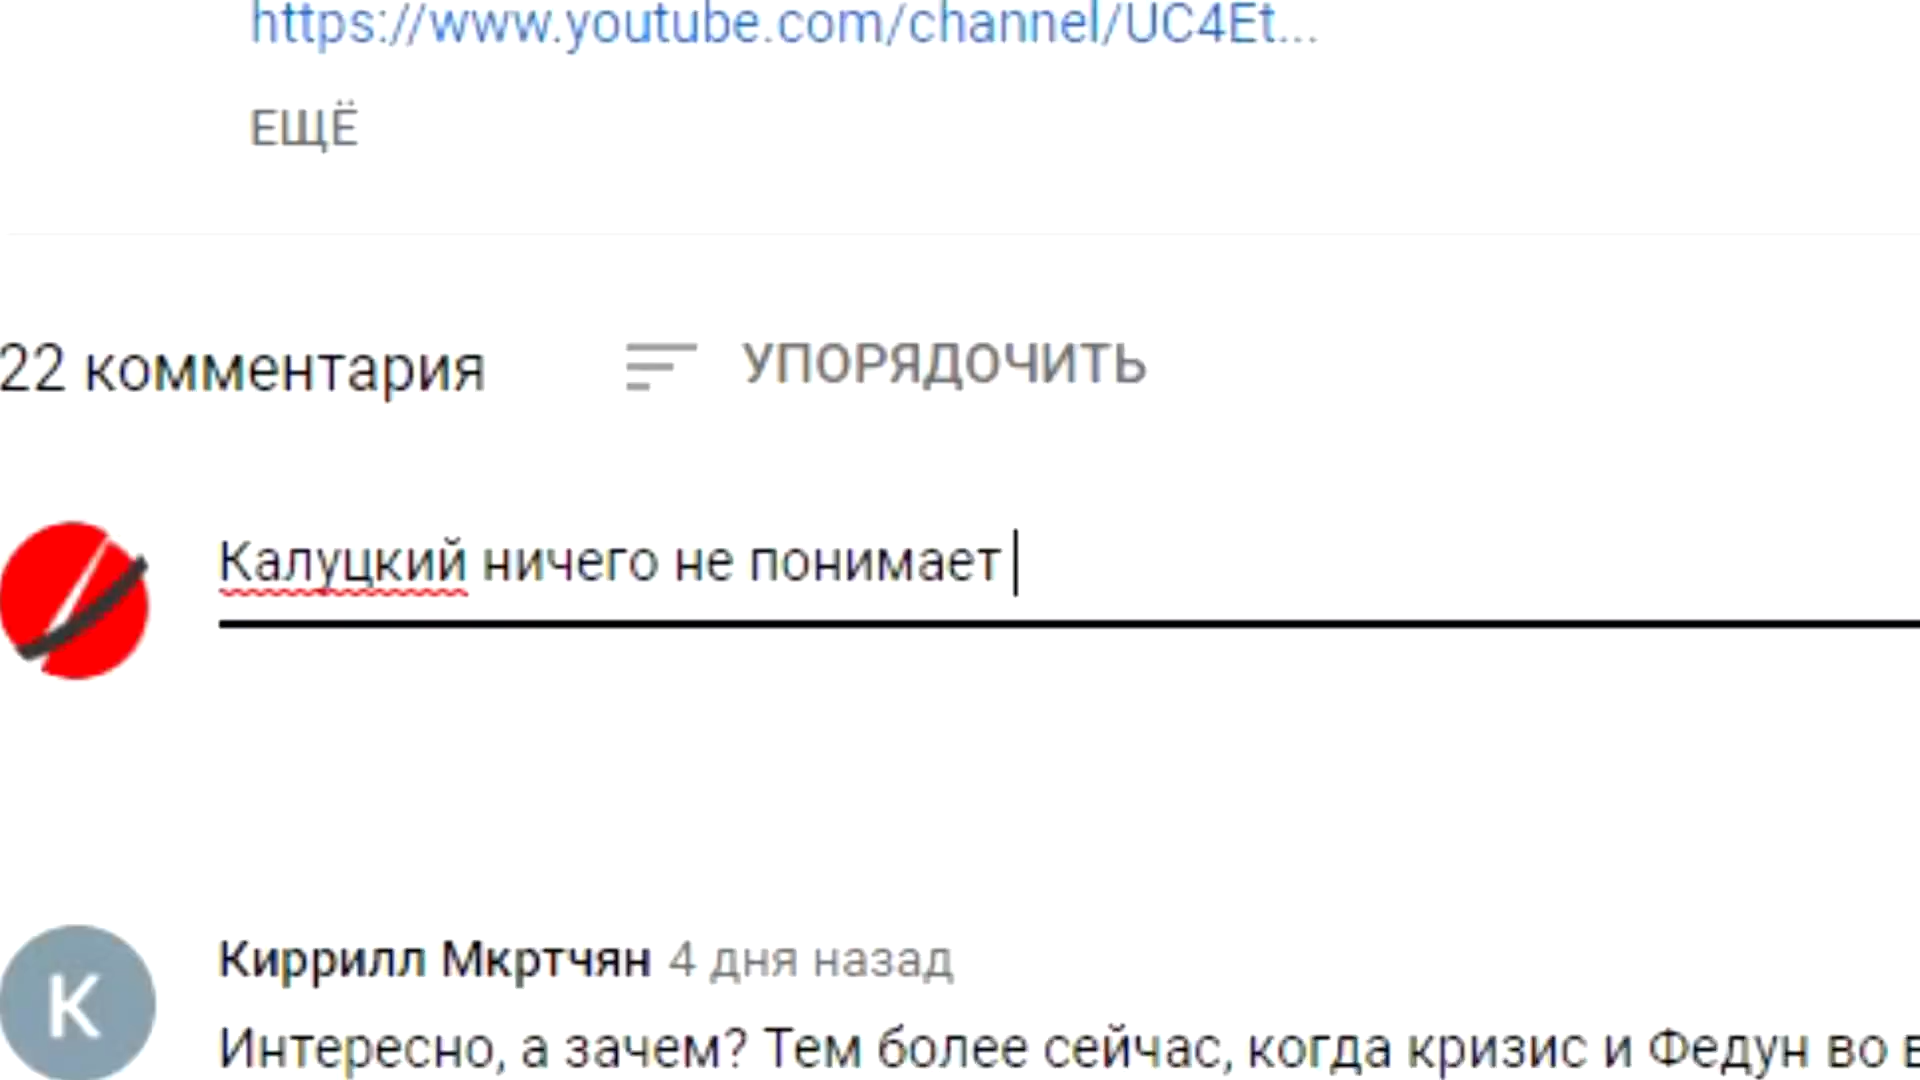 https://www.youtube.com/channel/UC4Et...
ЕЩЁ
22 комментария
УПОРЯДОЧИТЬ
Калуцкий ничего не понимает
Киррилл Мкртчян 4 дня назад
К
Интересно, а зачем? Тем более сейчас, когда кризис и Федун во